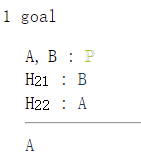 1 goal
A, B : P
H21 : B
H22 : A
A